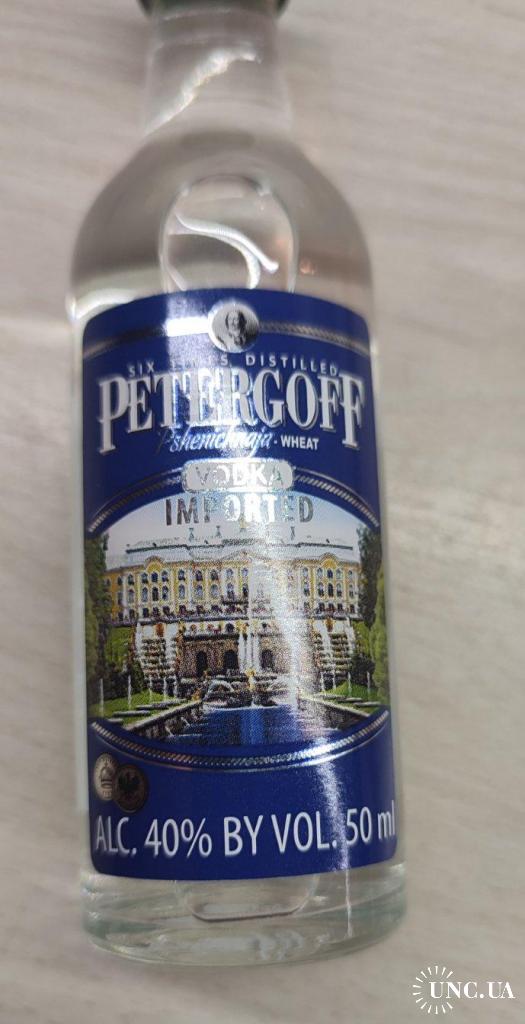 SIX TIMES DISTILLED
PETERGOFF
Pshenichnaja · WHEAT
VODKA
IMPORTED
ALC. 40% BY VOL. 50 ml
UNC.UA